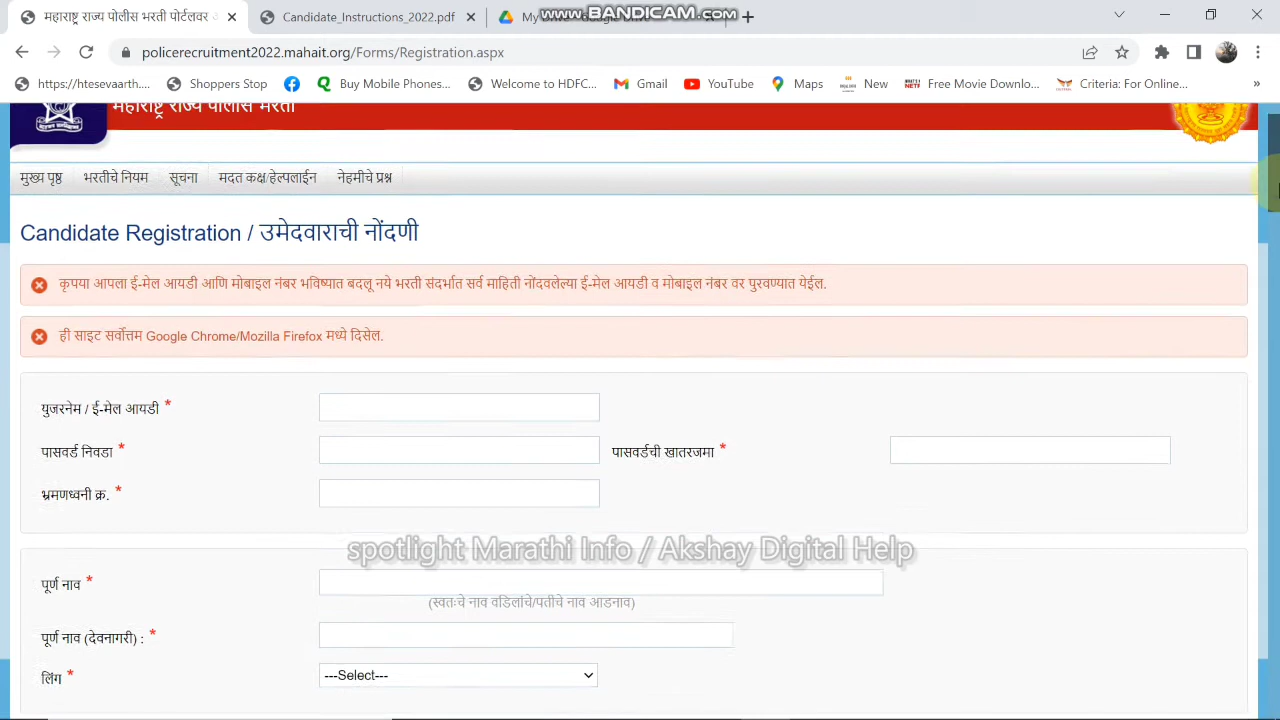 महाराष्ट्र राज्य पोलीस भरती पोर्टलवर अ
Candidate_Instructions_2022.pdf
www.BANDICAM.com
policerecruitment2022.mahait.org/Forms/Registration.aspx
https://htesevaarth...
Shoppers Stop
Buy Mobile Phones...
Welcome to HDFC...
Gmail
YouTube
Maps
New
Free Movie Downlo...
Criteria: For Online...
»
महाराष्ट्र राज्य पोलीस भरती
मुख्य पृष्ठ
भरतीचे नियम
सूचना
मदत कक्ष/हेल्पलाईन
नेहमीचे प्रश्न
Candidate Registration / उमेदवाराची नोंदणी
कृपया आपला ई-मेल आयडी आणि मोबाइल नंबर भविष्यात बदलू नये भरती संदर्भात सर्व माहिती नोंदवलेल्या ई-मेल आयडी व मोबाइल नंबर वर पुरवण्यात येईल.
ही साइट सर्वोत्तम Google Chrome/Mozilla Firefox मध्ये दिसेल.
युजरनेम / ई-मेल आयडी *
पासवर्ड निवडा *
पासवर्डची खातरजमा *
भ्रमणध्वनी क्र. *
spotlight Marathi Info / Akshay Digital Help
पूर्ण नाव *
(स्वतःचे नाव वडिलांचे/पतीचे नाव आडनाव)
पूर्ण नाव (देवनागरी) : *
लिंग *
---Select---